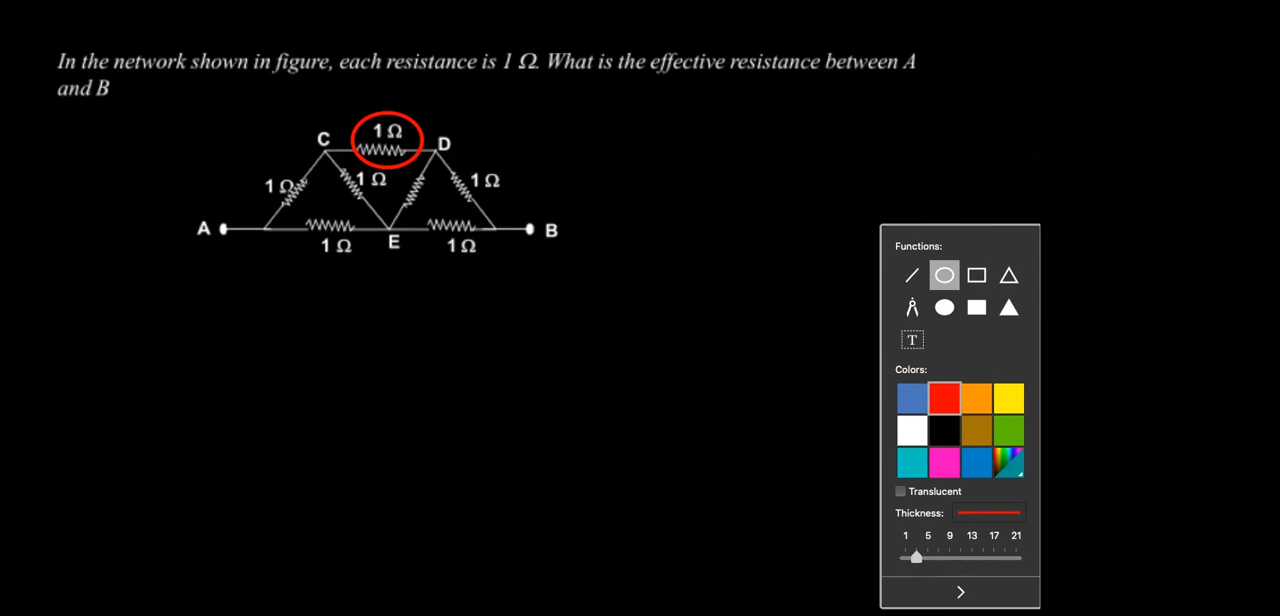 In the network shown in figure, each resistance is 1 Ω. What is the effective resistance between A
and B
1 Ω
C
D
1 Ω
1 Ω
1 Ω
A
B
1 Ω
E
1 Ω
Functions:
T
Colors:
Translucent
Thickness:
1 5 9 13 17 21